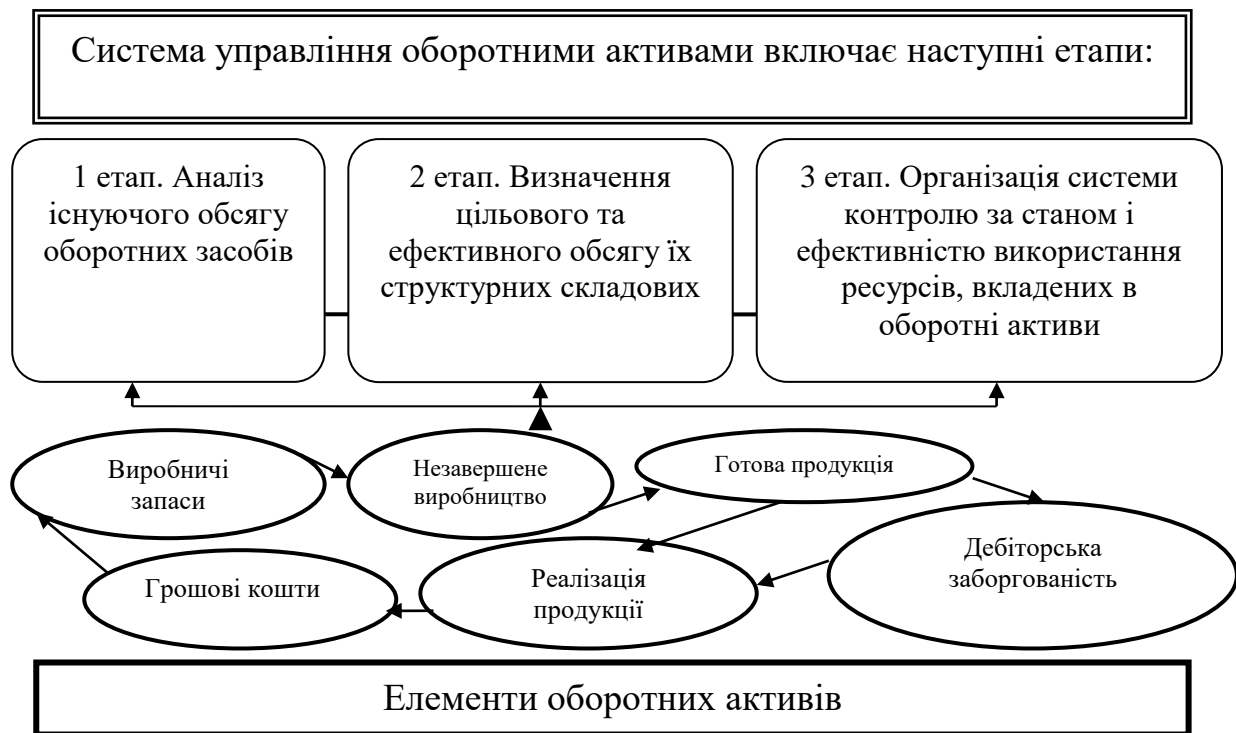 Система управління оборотними активами включає наступні етапи:
1 етап. Аналіз
існуючого обсягу
оборотних засобів
2 етап. Визначення
цільового та
ефективного обсягу їх
структурних складових
3 етап. Організація системи
контролю за станом і
ефективністю використання
ресурсів, вкладених в
оборотні активи
Виробничі
запаси
Незавершене
виробництво
Готова продукція
Грошові кошти
Реалізація
продукції
Дебіторська
заборгованість
Елементи оборотних активів